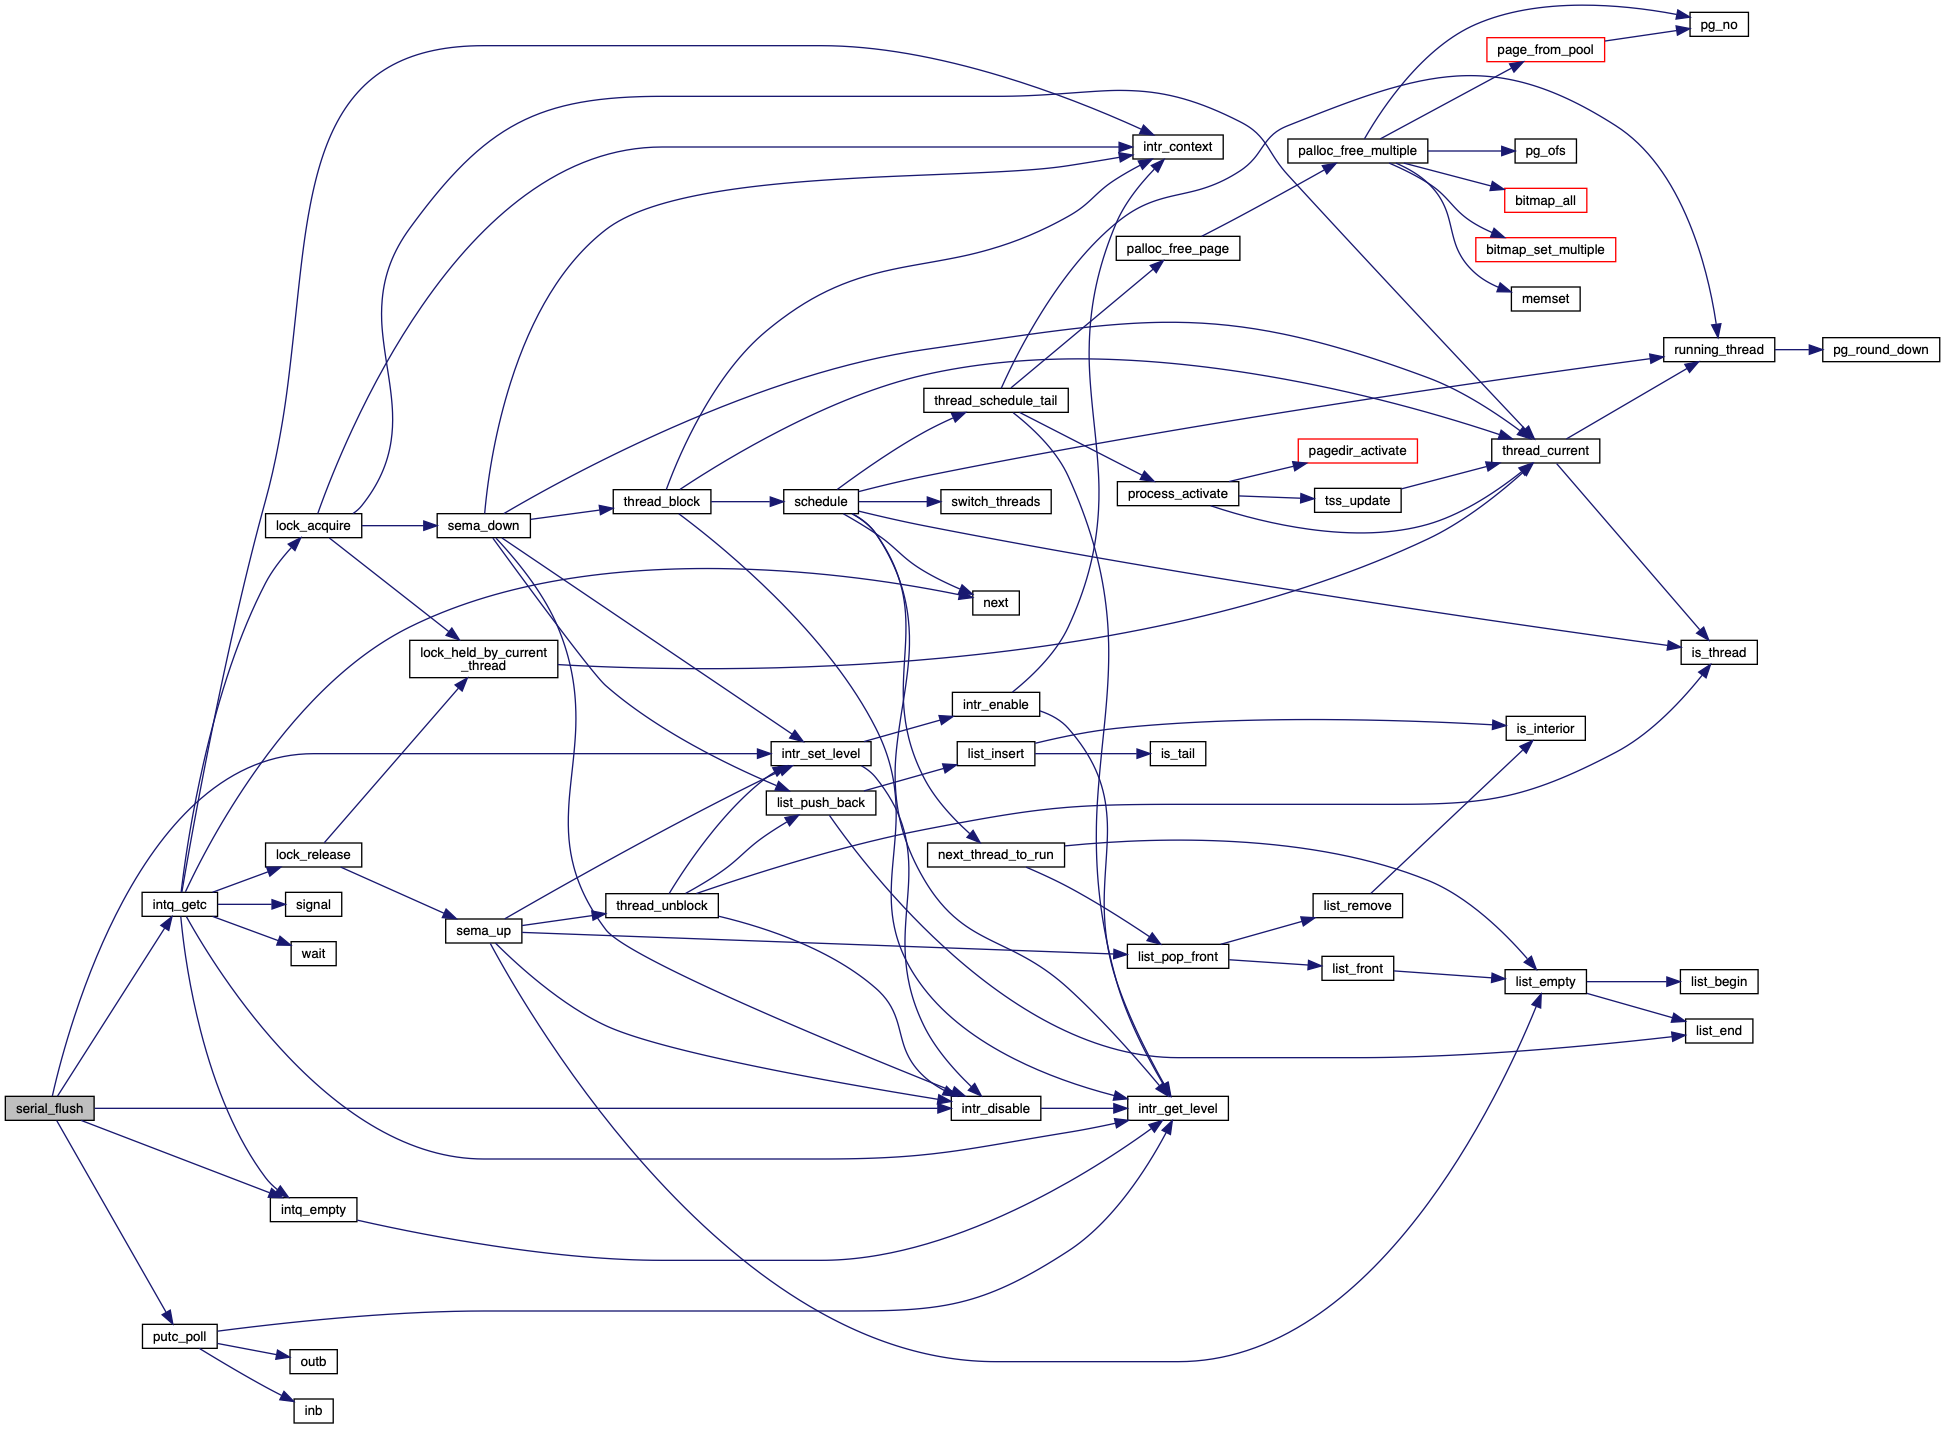 pg_no
page_from_pool
intr_context
palloc_free_multiple
pg_ofs
bitmap_all
palloc_free_page
bitmap_set_multiple
memset
running_thread
pg_round_down
thread_schedule_tail
pagedir_activate
thread_current
process_activate
tss_update
thread_block
schedule
switch_threads
lock_acquire
sema_down
next
lock_held_by_current
_thread
is_thread
intr_enable
is_interior
intr_set_level
list_insert
is_tail
list_push_back
lock_release
next_thread_to_run
intq_getc
signal
thread_unblock
list_remove
sema_up
wait
list_pop_front
list_front
list_empty
list_begin
list_end
serial_flush
intr_disable
intr_get_level
intq_empty
putc_poll
outb
inb